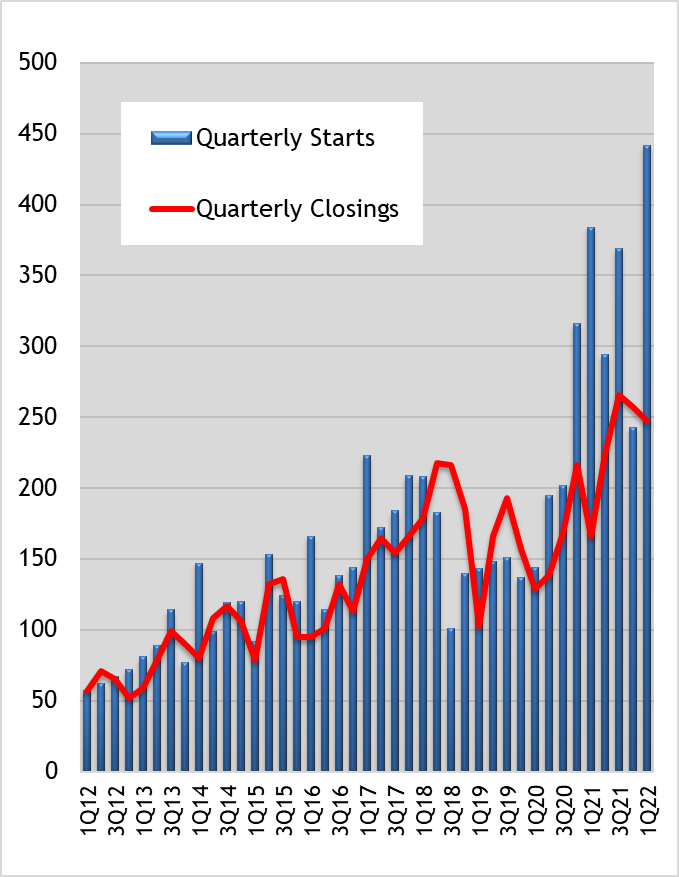 500
450
400
350
300
250
200
150
100
50
0
Quarterly Starts
Quarterly Closings
1Q12
3Q12
1Q13
3Q13
1Q14
3Q14
1Q15
3Q15
1Q16
3Q16
1Q17
3Q17
1Q18
3Q18
1Q19
3Q19
1Q20
3Q20
1Q21
3Q21
1Q22